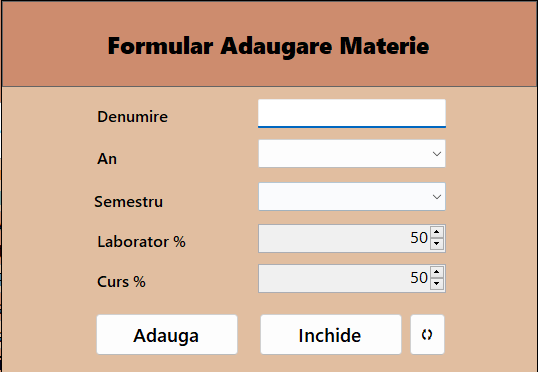 Formular Adaugare Materie
Denumire
An
Semestru
Laborator % 50
Curs % 50
Adauga Inchide